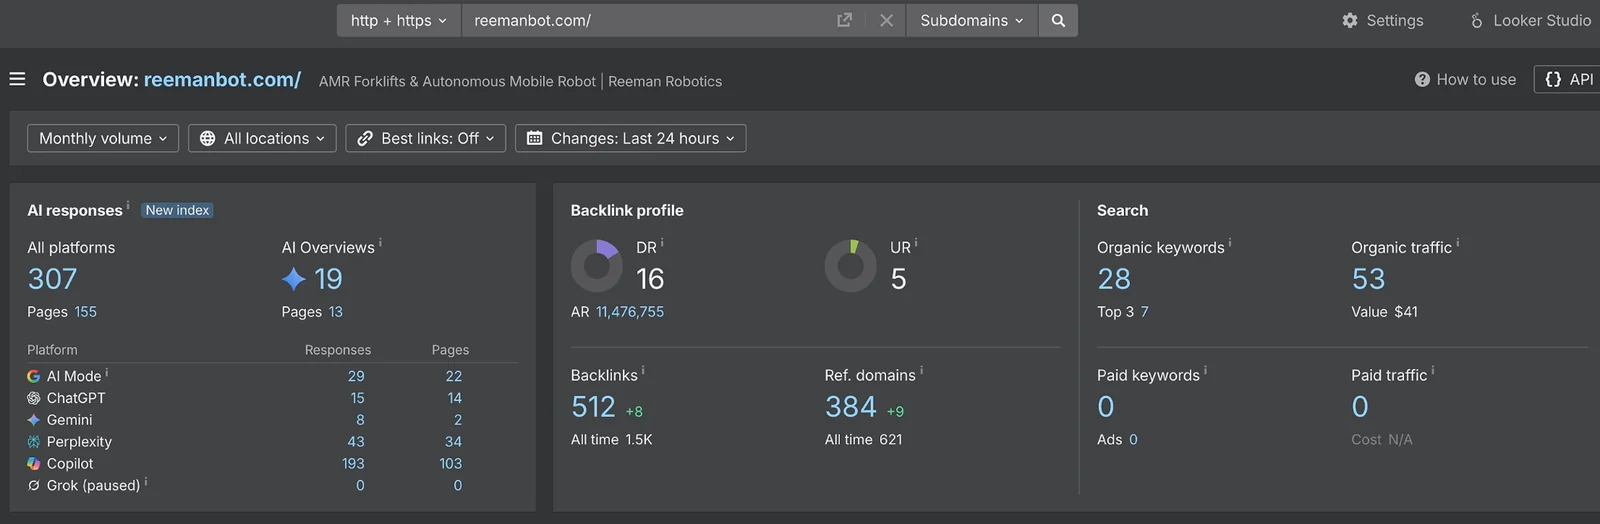 http + https reemanbot.com/ Subdomains Settings Looker Studio
Overview: reemanbot.com/ AMR Forklifts & Autonomous Mobile Robot | Reeman Robotics How to use {} API
Monthly volume All locations Best links: Off Changes: Last 24 hours
AI responses i New index
All platforms
307
Pages 155
AI Overviews i
19
Pages 13
Platform Responses Pages
AI Mode i 29 22
ChatGPT 15 14
Gemini 8 2
Perplexity 43 34
Copilot 193 103
Grok (paused) i 0 0
Backlink profile
DR i
16
AR 11,476,755
UR i
5
Backlinks i
512 +8
All time 1.5K
Ref. domains i
384 +9
All time 621
Search
Organic keywords i
28
Top 3 7
Organic traffic i
53
Value $41
Paid keywords i
0
Ads 0
Paid traffic i
0
Cost N/A